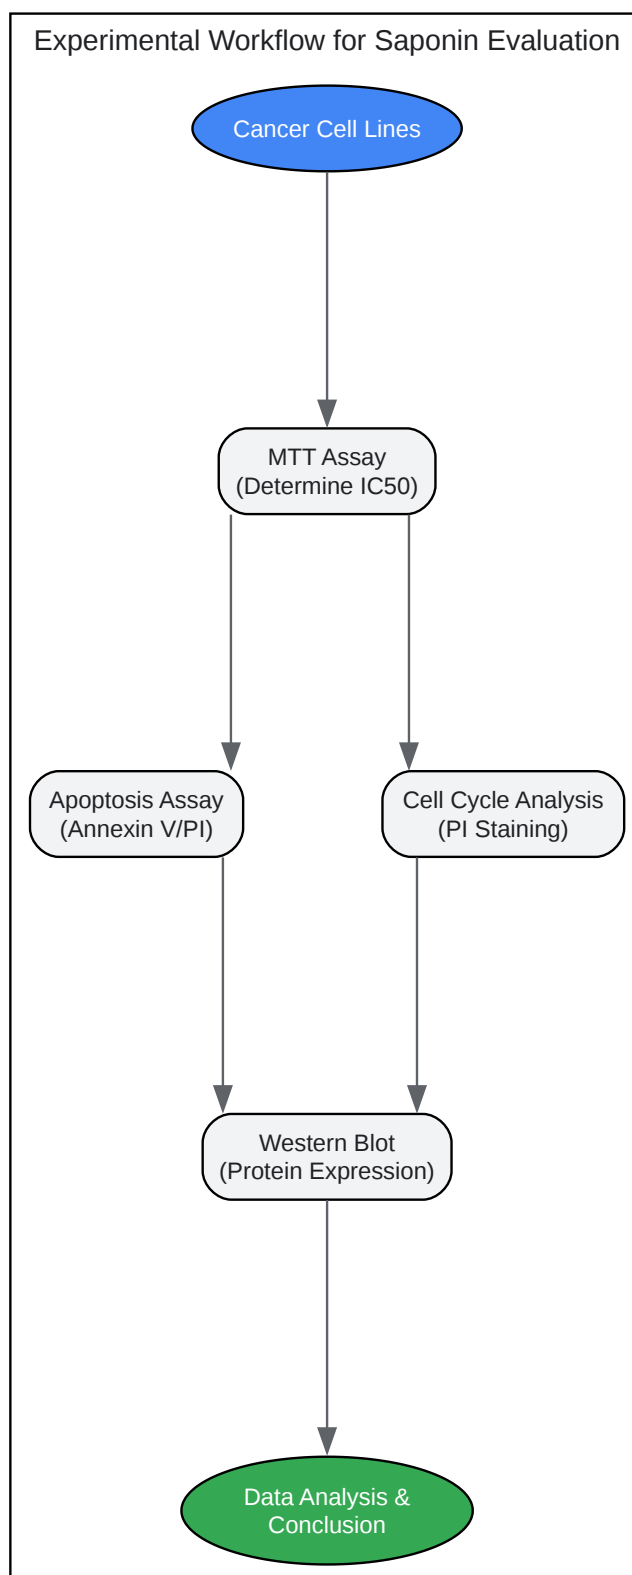 Experimental Workflow for Saponin Evaluation
Cancer Cell Lines
MTT Assay
(Determine IC50)
Apoptosis Assay
(Annexin V/PI)
Cell Cycle Analysis
(PI Staining)
Western Blot
(Protein Expression)
Data Analysis &
Conclusion